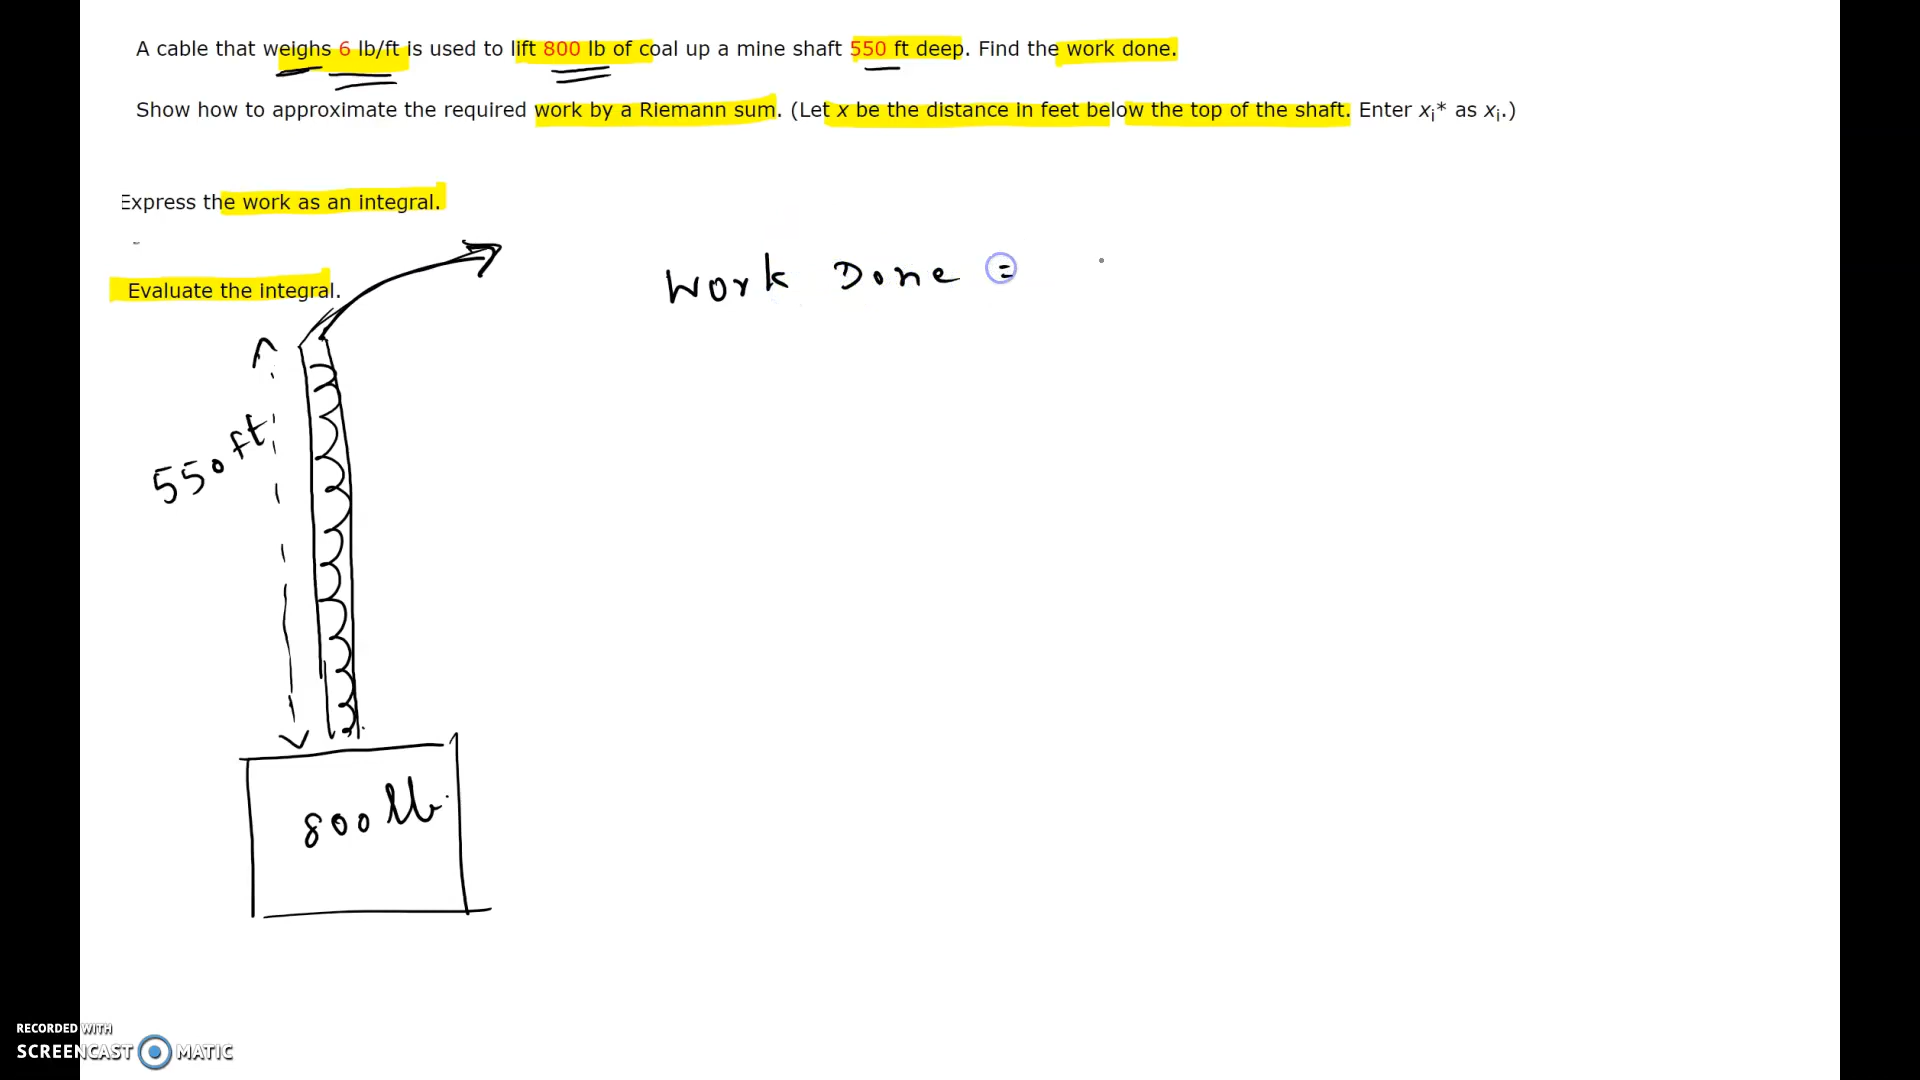 A cable that weighs 6 lb/ft is used to lift 800 lb of coal up a mine shaft 550 ft deep. Find the work done.
Show how to approximate the required work by a Riemann sum. (Let x be the distance in feet below the top of the shaft. Enter xᵢ* as xᵢ.)
Express the work as an integral.
Evaluate the integral.
Work Done =
550ft
800 lb
RECORDED WITH
SCREENCAST MATIC